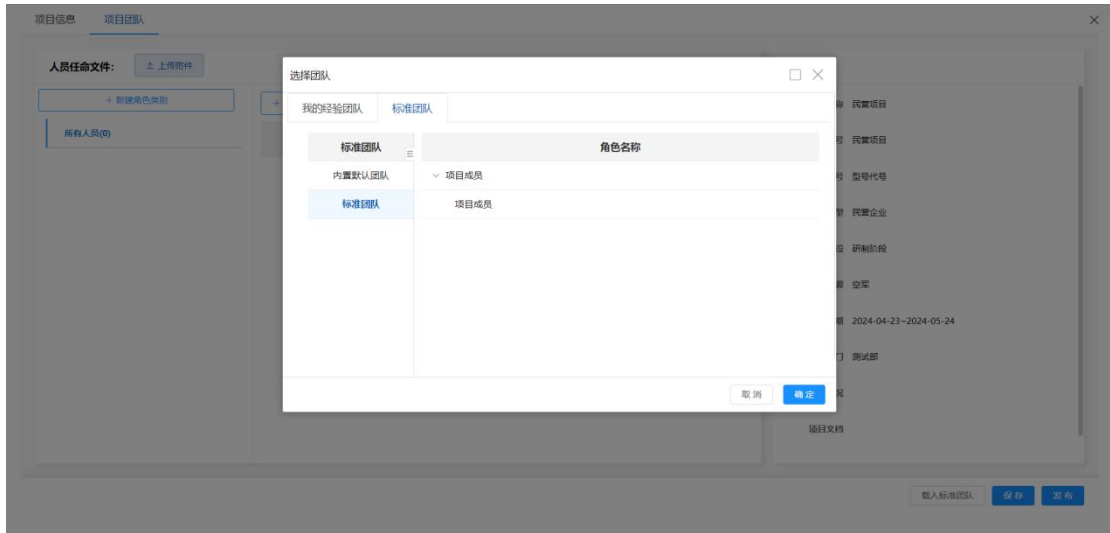 项目信息 项目团队
人员任命文件: 上传附件
+ 新建角色类别
所有人员(0)
选择团队
我的经验团队 标准团队
标准团队 角色名称
内置默认团队 项目成员
标准团队 项目成员
取消 确定
民营项目
民营项目
型号代号
民营企业
研制阶段
空军
2024-04-23~2024-05-24
测试部
项目文档
载入标准团队 保存 发布